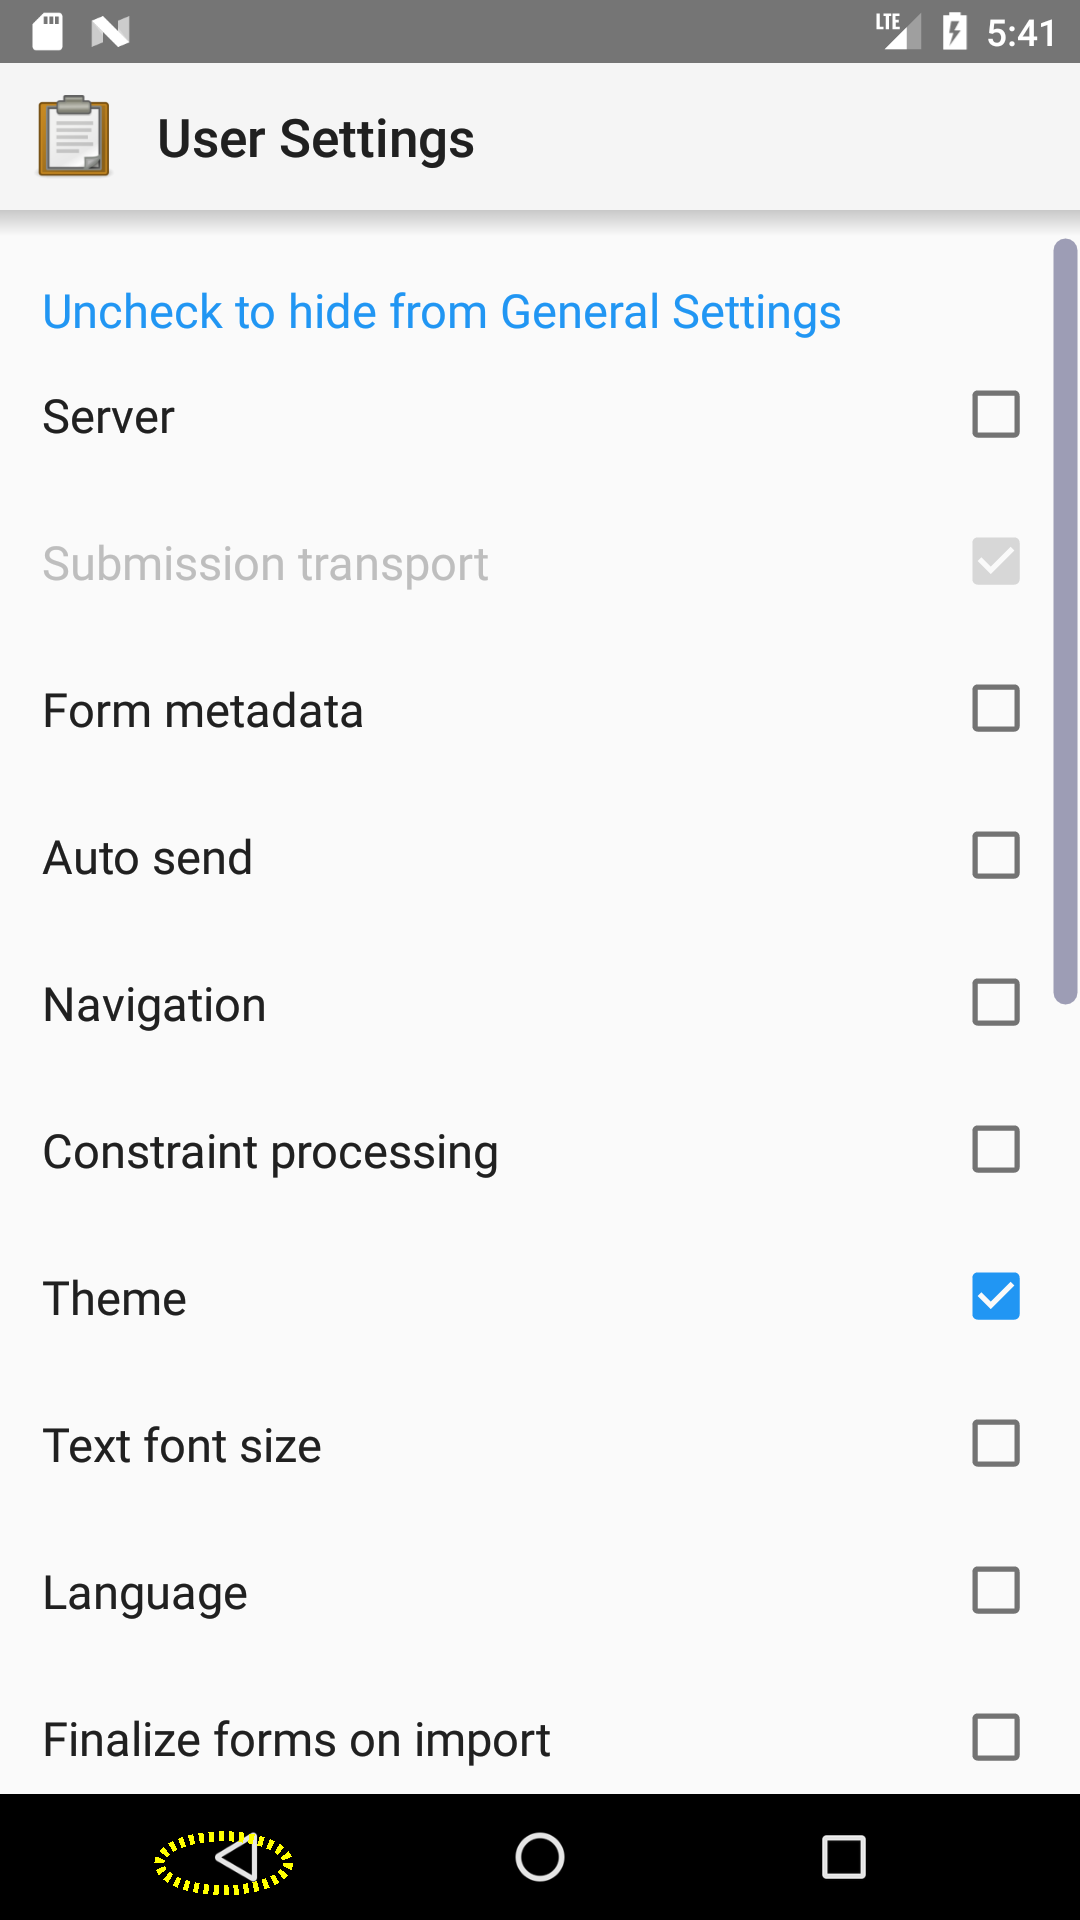 LTE 5:41
User Settings
Uncheck to hide from General Settings
Server
Submission transport
Form metadata
Auto send
Navigation
Constraint processing
Theme
Text font size
Language
Finalize forms on import